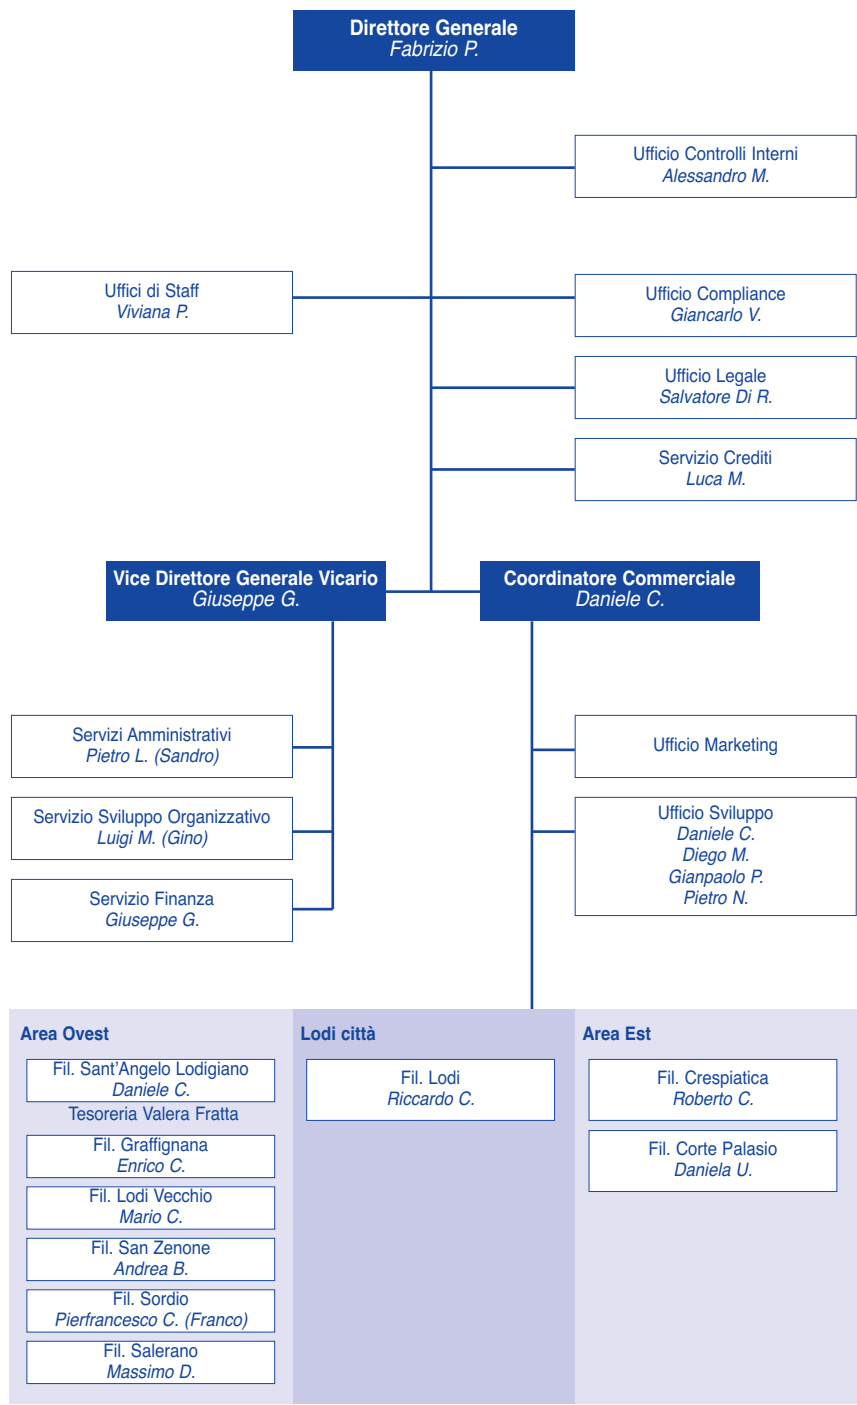 Direttore Generale
Fabrizio P.
Ufficio Controlli Interni
Alessandro M.
Uffici di Staff
Viviana P.
Ufficio Compliance
Giancarlo V.
Ufficio Legale
Salvatore Di R.
Servizio Crediti
Luca M.
Vice Direttore Generale Vicario
Giuseppe G.
Coordinatore Commerciale
Daniele C.
Servizi Amministrativi
Pietro L. (Sandro)
Servizio Sviluppo Organizzativo
Luigi M. (Gino)
Servizio Finanza
Giuseppe G.
Ufficio Marketing
Ufficio Sviluppo
Daniele C.
Diego M.
Gianpaolo P.
Pietro N.
Area Ovest
Fil. Sant'Angelo Lodigiano
Daniele C.
Tesoreria Valera Fratta
Fil. Graffignana
Enrico C.
Fil. Lodi Vecchio
Mario C.
Fil. San Zenone
Andrea B.
Fil. Sordio
Pierfrancesco C. (Franco)
Fil. Salerano
Massimo D.
Lodi città
Fil. Lodi
Riccardo C.
Area Est
Fil. Crespiatica
Roberto C.
Fil. Corte Palasio
Daniela U.